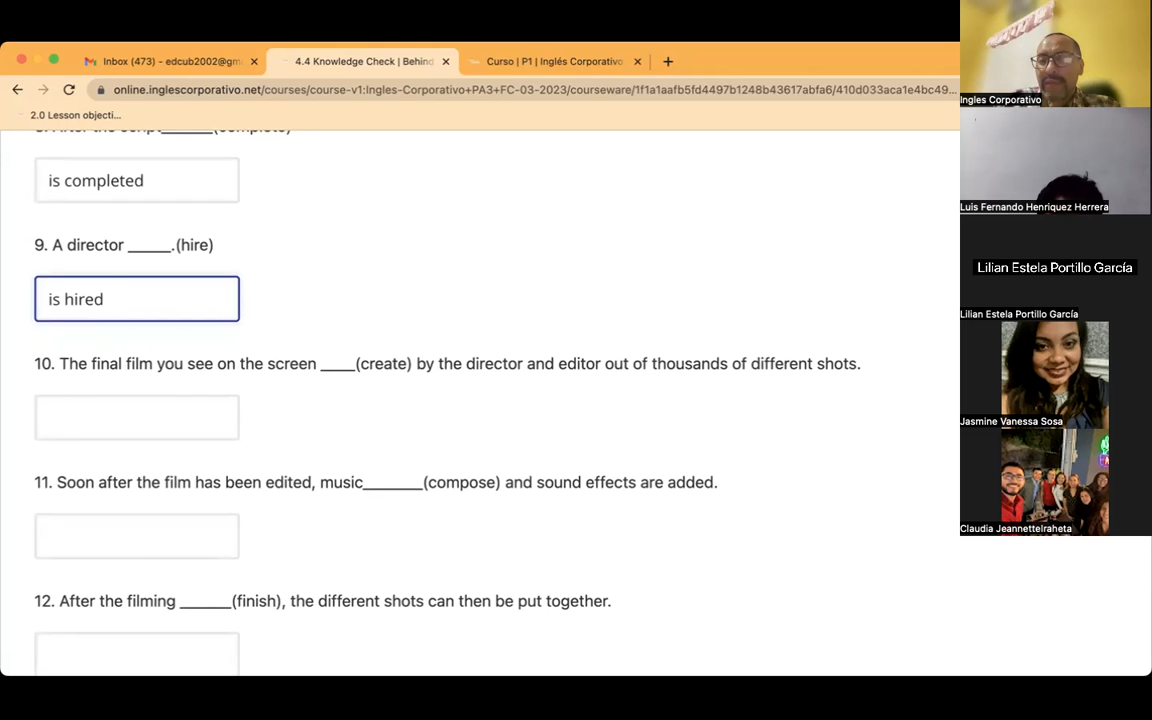 Inbox (473) - edcub2002@gm
4.4 Knowledge Check | Behind
Curso | P1 | Inglés Corporativo
online.inglescorporativo.net/courses/course-v1:Ingles-Corporativo+PA3+FC-03-2023/courseware/1f1a1aafb5fd4497b1248b43617abfa6/410d033aca1e4bc49...
2.0 Lesson objecti...
is completed
9. A director _____.(hire)
is hired
10. The final film you see on the screen ____(create) by the director and editor out of thousands of different shots.
11. Soon after the film has been edited, music_______(compose) and sound effects are added.
12. After the filming ______(finish), the different shots can then be put together.
Ingles Corporativo
Luis Fernando Henriquez Herrera
Lilian Estela Portillo García
Lilian Estela Portillo García
Jasmine Vanessa Sosa
Claudia JeannetteIraheta